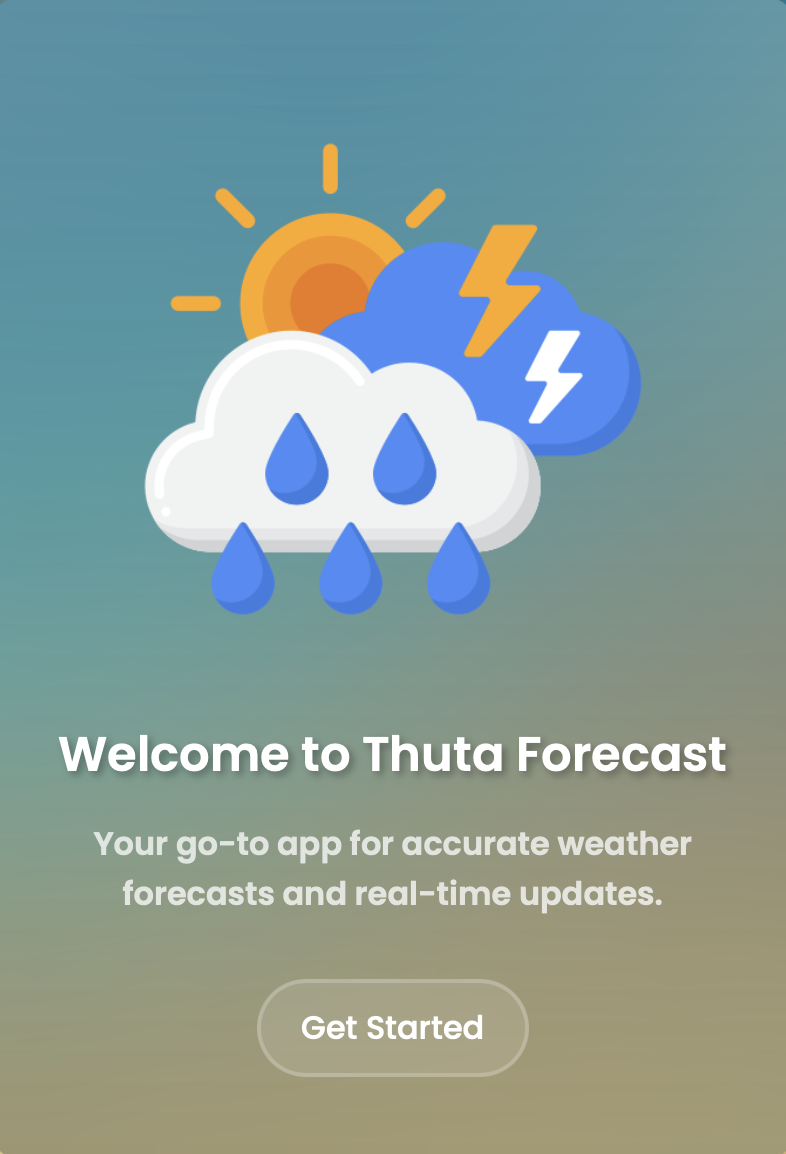 Welcome to Thuta Forecast
Your go-to app for accurate weather
forecasts and real-time updates.
Get Started